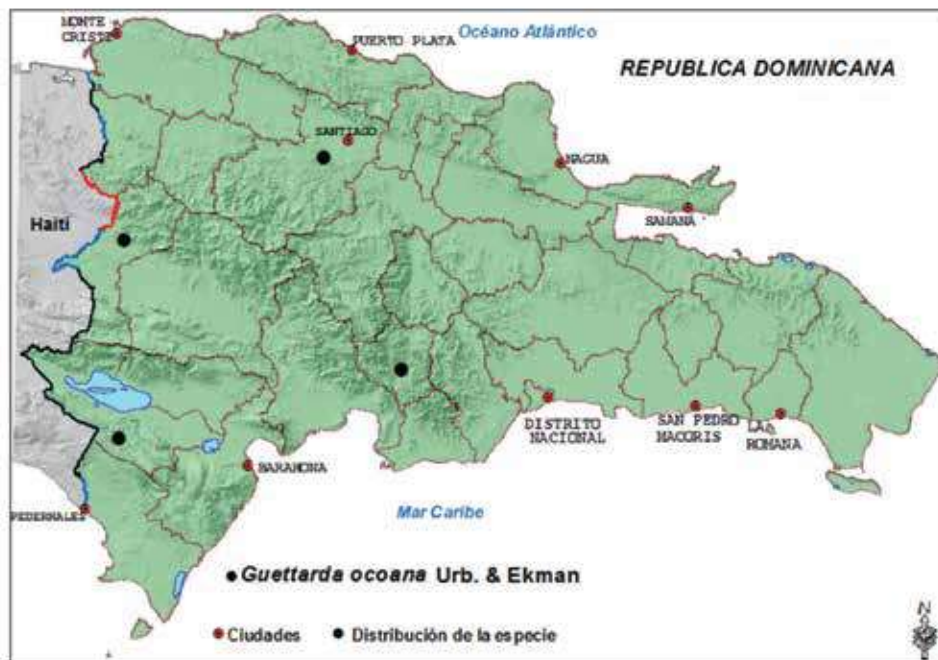 MONTE
CRISTE
PUERTO PLATA
Océano Atlántico
REPUBLICA DOMINICANA
SANTIAGO
NAGUA
SAMANA
Haití
DISTRITO
NACIONAL
SAN PEDRO
MACORIS
LA
ROMANA
BARAHONA
PEDERNALES
Mar Caribe
Guettarda ocoana Urb. & Ekman
Ciudades
Distribución de la especie
N